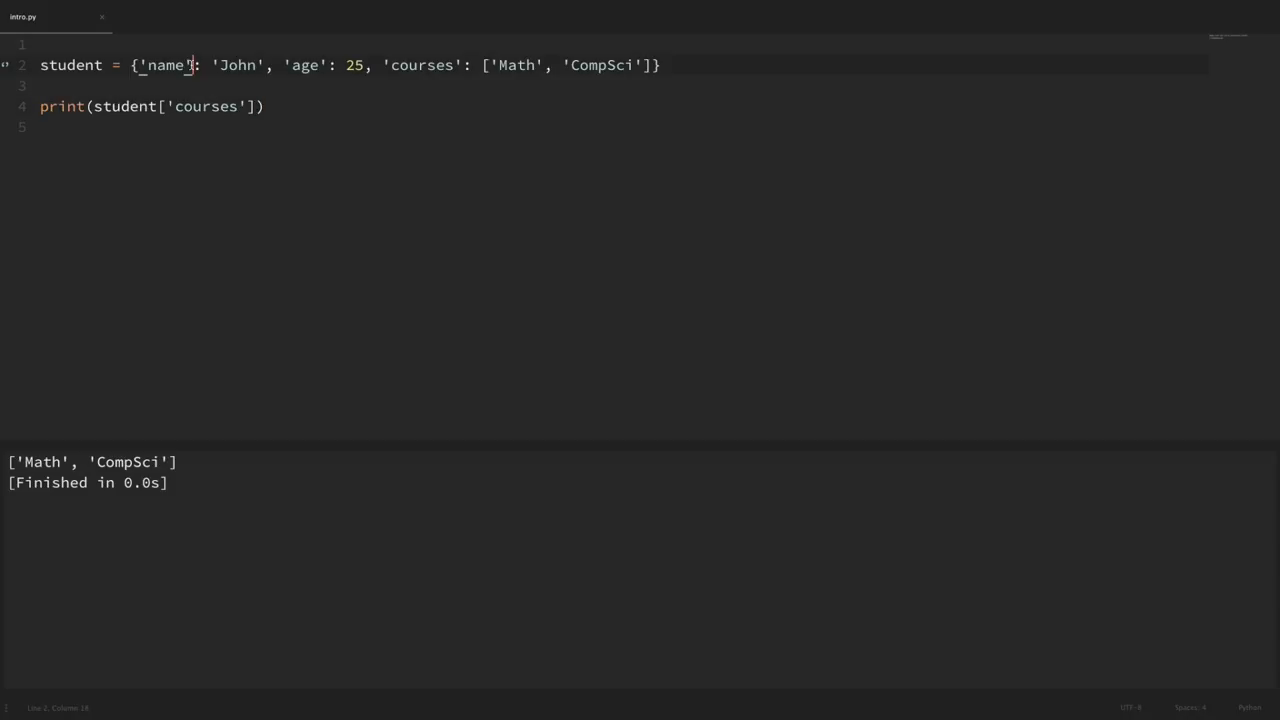 intro.py ×
1
2 student = {'name': 'John', 'age': 25, 'courses': ['Math', 'CompSci']}
3
4 print(student['courses'])
5
['Math', 'CompSci']
[Finished in 0.0s]
Line 2, Column 18 UTF-8 Spaces: 4 Python